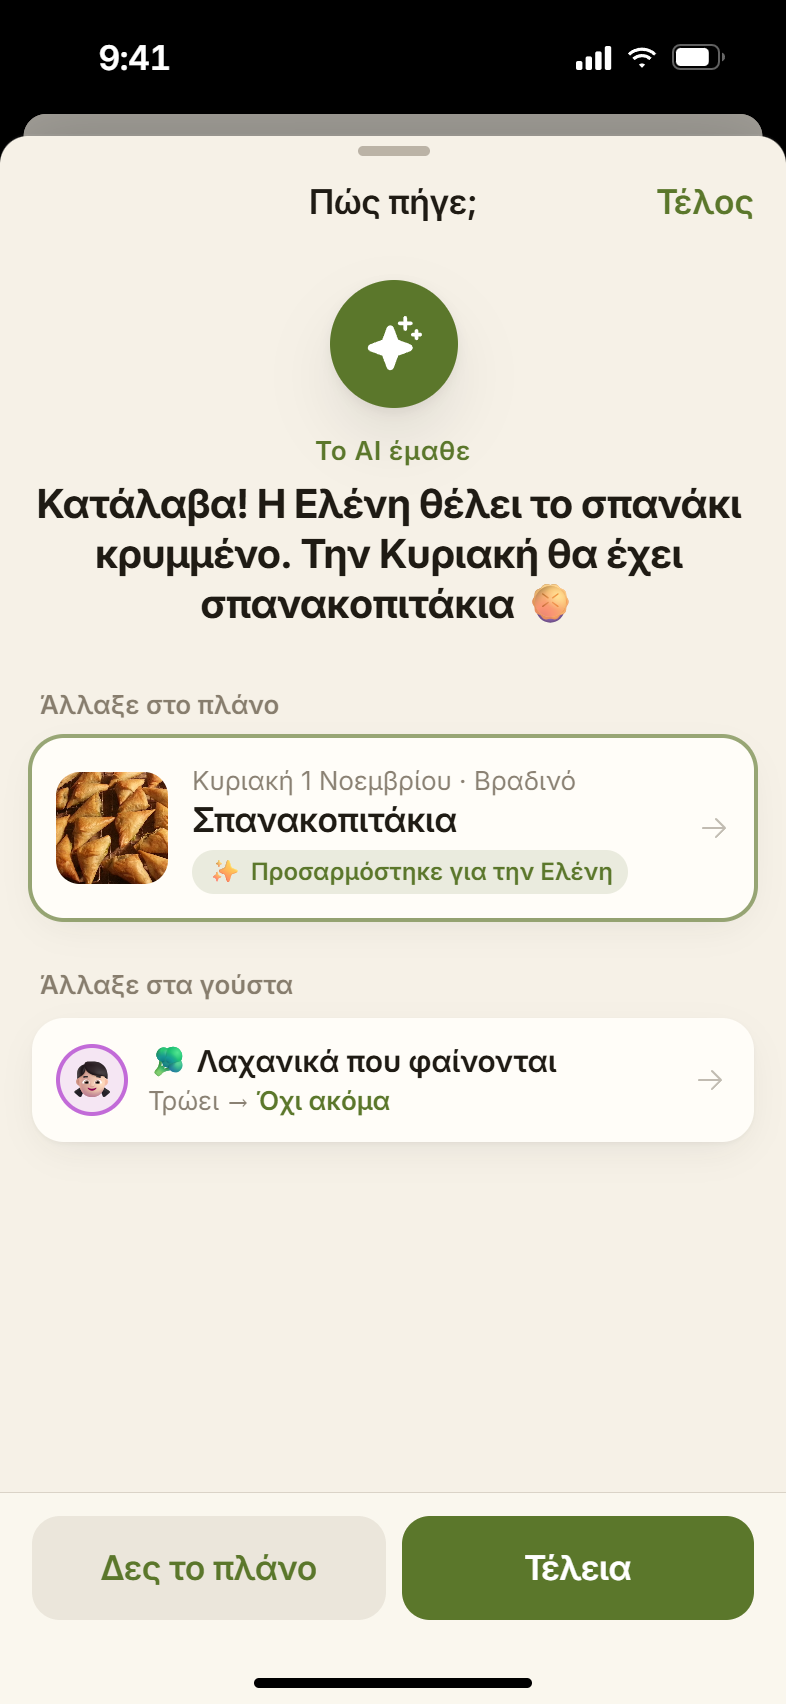 9:41
Πώς πήγε;
Τέλος
Το AI έμαθε
Κατάλαβα! Η Ελένη θέλει το σπανάκι
κρυμμένο. Την Κυριακή θα έχει
σπανακοπιτάκια 🥮
Άλλαξε στο πλάνο
Κυριακή 1 Νοεμβρίου · Βραδινό
Σπανακοπιτάκια
✨ Προσαρμόστηκε για την Ελένη
Άλλαξε στα γούστα
🥦 Λαχανικά που φαίνονται
Τρώει → Όχι ακόμα
Δες το πλάνο
Τέλεια